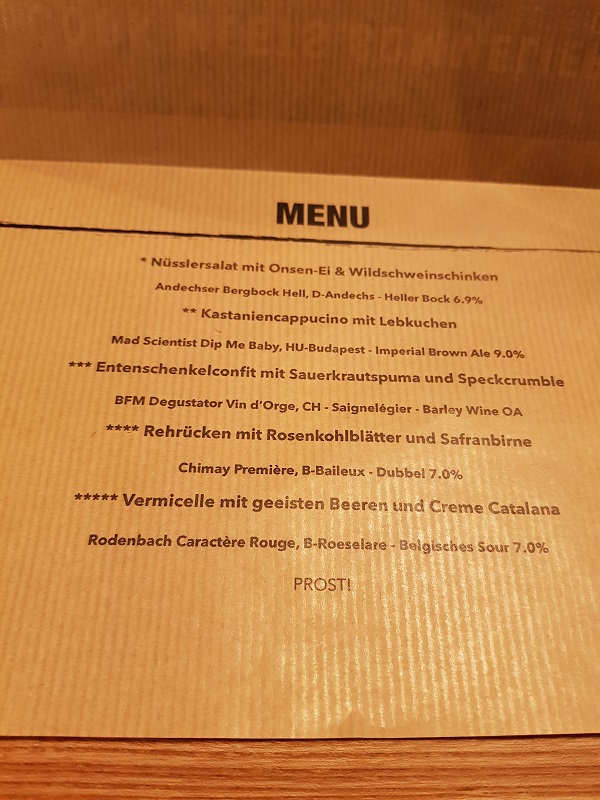 MENU
* Nüsslersalat mit Onsen-Ei & Wildschweinschinken
Andechser Bergbock Hell, D-Andechs - Heller Bock 6.9%
** Kastaniencappucino mit Lebkuchen
Mad Scientist Dip Me Baby, HU-Budapest - Imperial Brown Ale 9.0%
*** Entenschenkelconfit mit Sauerkrautspuma und Speckcrumble
BFM Degustator Vin d'Orge, CH - Saignelégier - Barley Wine OA
**** Rehrücken mit Rosenkohlblätter und Safranbirne
Chimay Première, B-Baileux - Dubbel 7.0%
***** Vermicelle mit geeisten Beeren und Creme Catalana
Rodenbach Caractère Rouge, B-Roeselare - Belgisches Sour 7.0%
PROST!